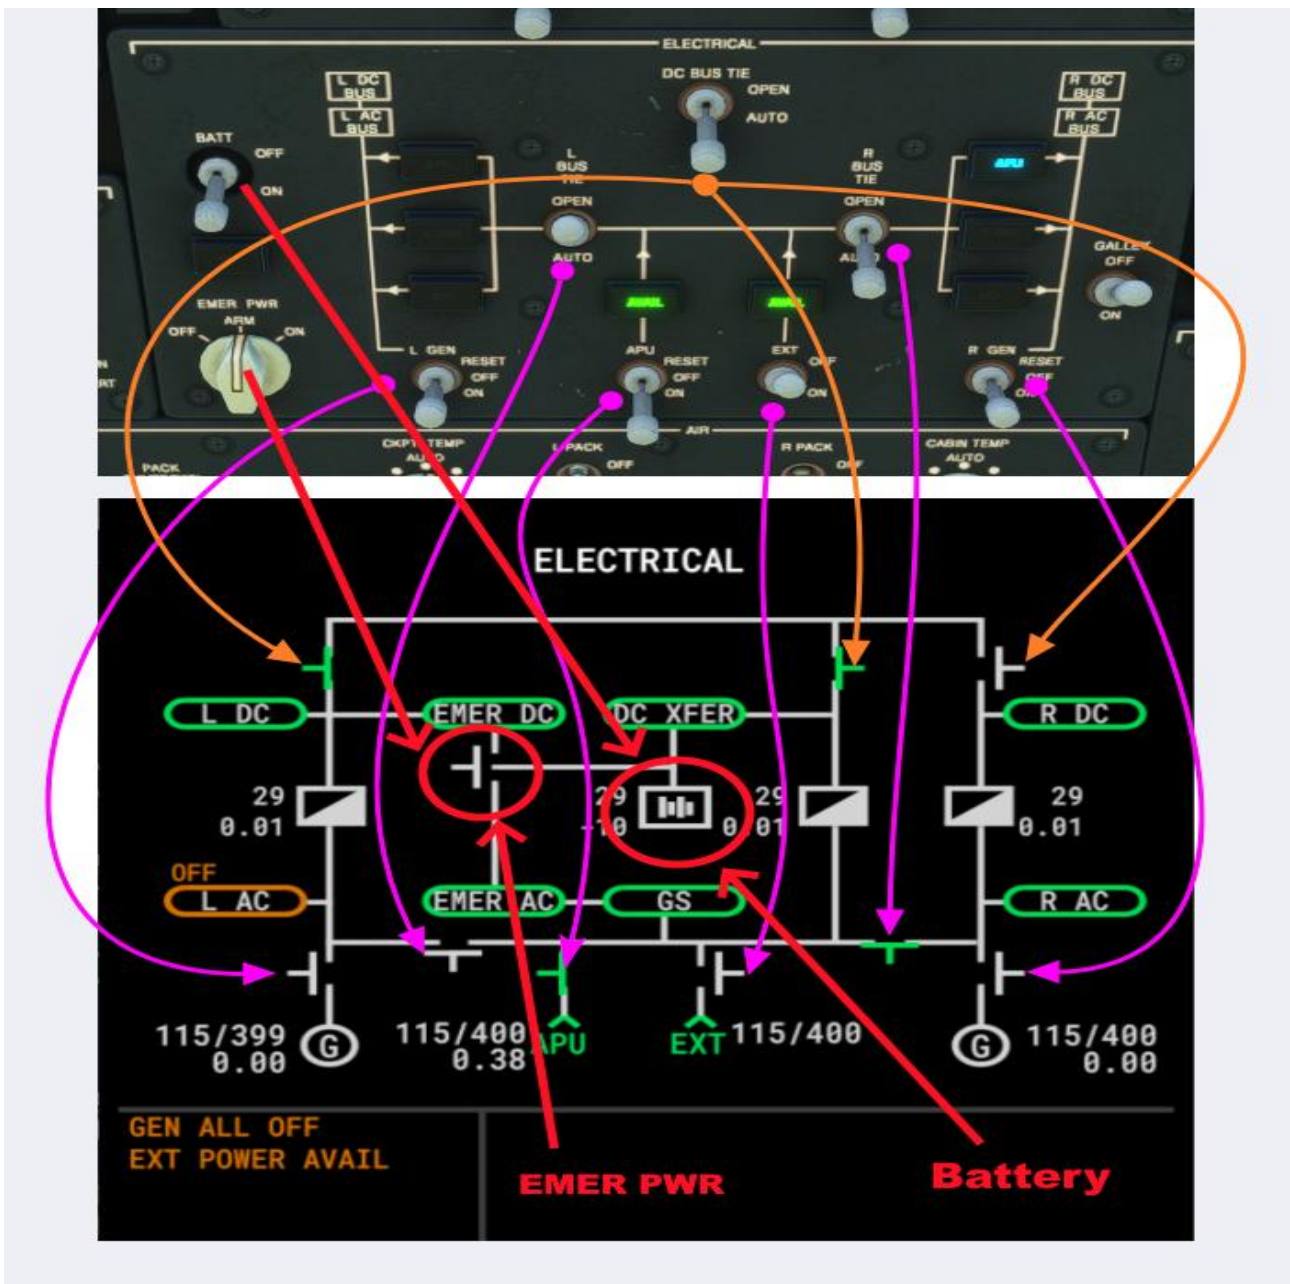 ELECTRICAL
DC BUS TIE
OPEN
AUTO
L DC
BUS
L AC
BUS
R DC
BUS
R AC
BUS
BATT
OFF
ON
L
BUS
TIE
OPEN
AUTO
R
BUS
TIE
OPEN
APU
GALLEY
OFF
ON
AVAIL
AVAIL
EMER PWR
OFF
ARM
ON
L GEN
RESET
OFF
ON
APU
RESET
OFF
ON
EXT
OFF
ON
R GEN
RESET
OFF
ON
AIR
CKPT TEMP
AUTO
L PACK
OFF
R PACK
OFF
CABIN TEMP
AUTO
PACK
ELECTRICAL
L DC
EMER DC
DC XFER
R DC
29
0.01
29
-10
29
0.01
29
0.01
OFF
L AC
EMER AC
GS
R AC
115/399
0.00
G
115/400
0.38
APU
EXT
115/400
G
115/400
0.00
GEN ALL OFF
EXT POWER AVAIL
EMER PWR
Battery